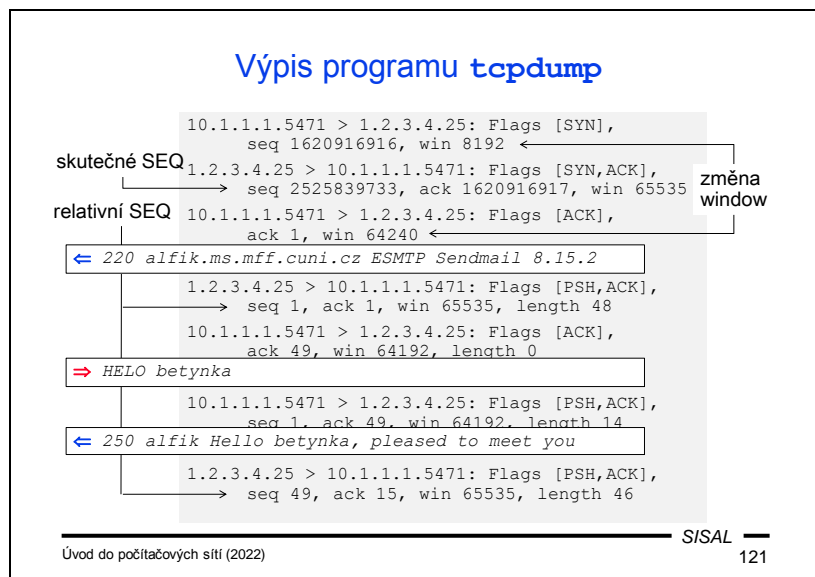 Výpis programu tcpdump
10.1.1.1.5471 > 1.2.3.4.25: Flags [SYN],
seq 1620916916, win 8192
skutečné SEQ
1.2.3.4.25 > 10.1.1.1.5471: Flags [SYN,ACK],
seq 2525839733, ack 1620916917, win 65535
změna
window
relativní SEQ
10.1.1.1.5471 > 1.2.3.4.25: Flags [ACK],
ack 1, win 64240
⇐ 220 alfik.ms.mff.cuni.cz ESMTP Sendmail 8.15.2
1.2.3.4.25 > 10.1.1.1.5471: Flags [PSH,ACK],
seq 1, ack 1, win 65535, length 48
10.1.1.1.5471 > 1.2.3.4.25: Flags [ACK],
ack 49, win 64192, length 0
⇒ HELO betynka
10.1.1.1.5471 > 1.2.3.4.25: Flags [PSH,ACK],
seq 1, ack 49, win 64192, length 14
⇐ 250 alfik Hello betynka, pleased to meet you
1.2.3.4.25 > 10.1.1.1.5471: Flags [PSH,ACK],
seq 49, ack 15, win 65535, length 46
SISAL
Úvod do počítačových sítí (2022)
121